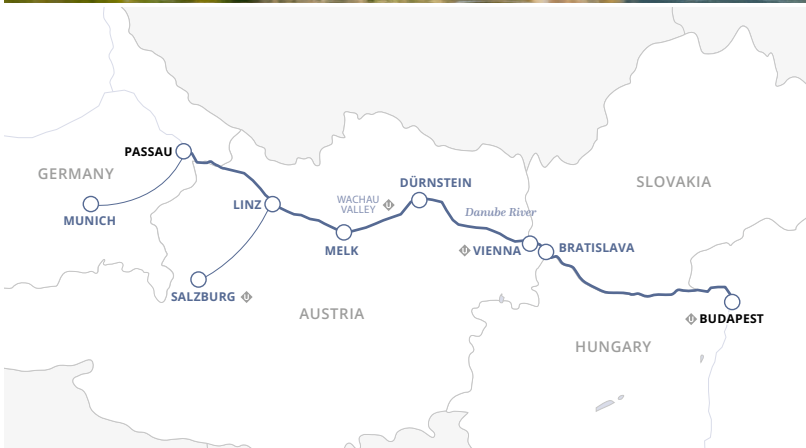 PASSAU
GERMANY
MUNICH
LINZ
SALZBURG
WACHAU
VALLEY
DÜRNSTEIN
MELK
Danube River
VIENNA
BRATISLAVA
SLOVAKIA
AUSTRIA
HUNGARY
BUDAPEST